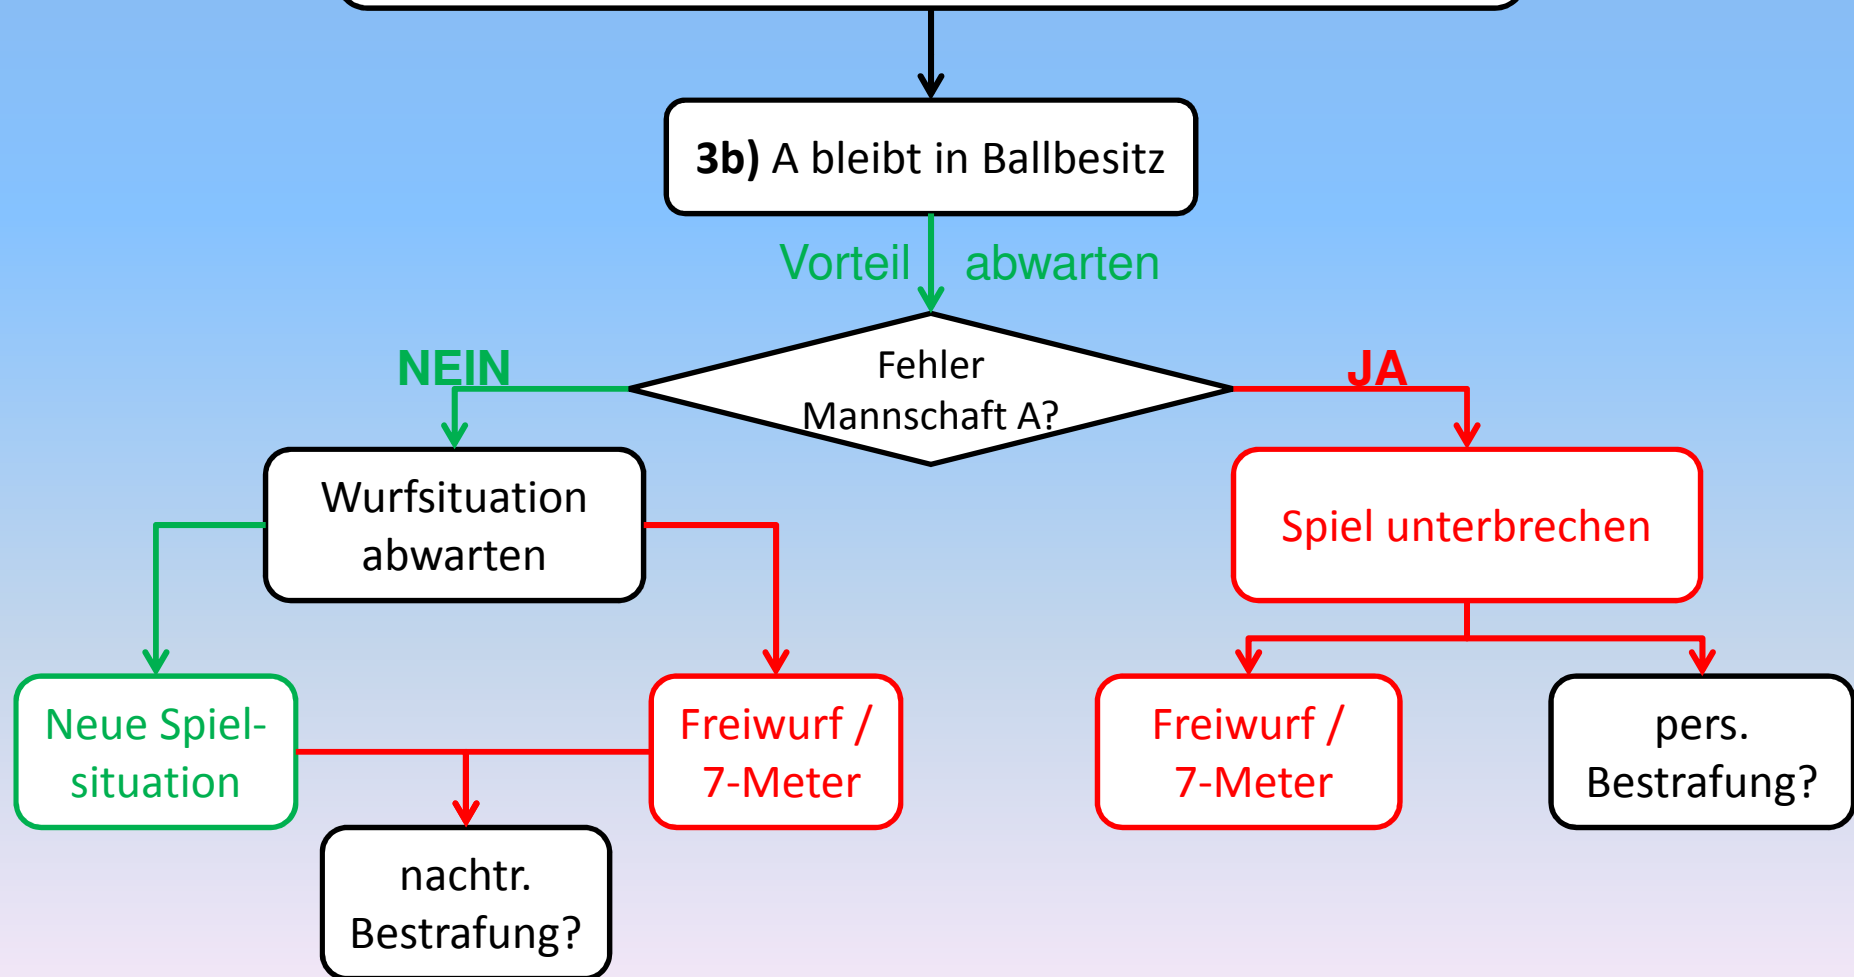 3b) A bleibt in Ballbesitz
Vorteil abwarten
NEIN
Fehler
Mannschaft A?
JA
Wurfsituation
abwarten
Spiel unterbrechen
Neue Spiel-
situation
Freiwurf /
7-Meter
Freiwurf /
7-Meter
pers.
Bestrafung?
nachtr.
Bestrafung?